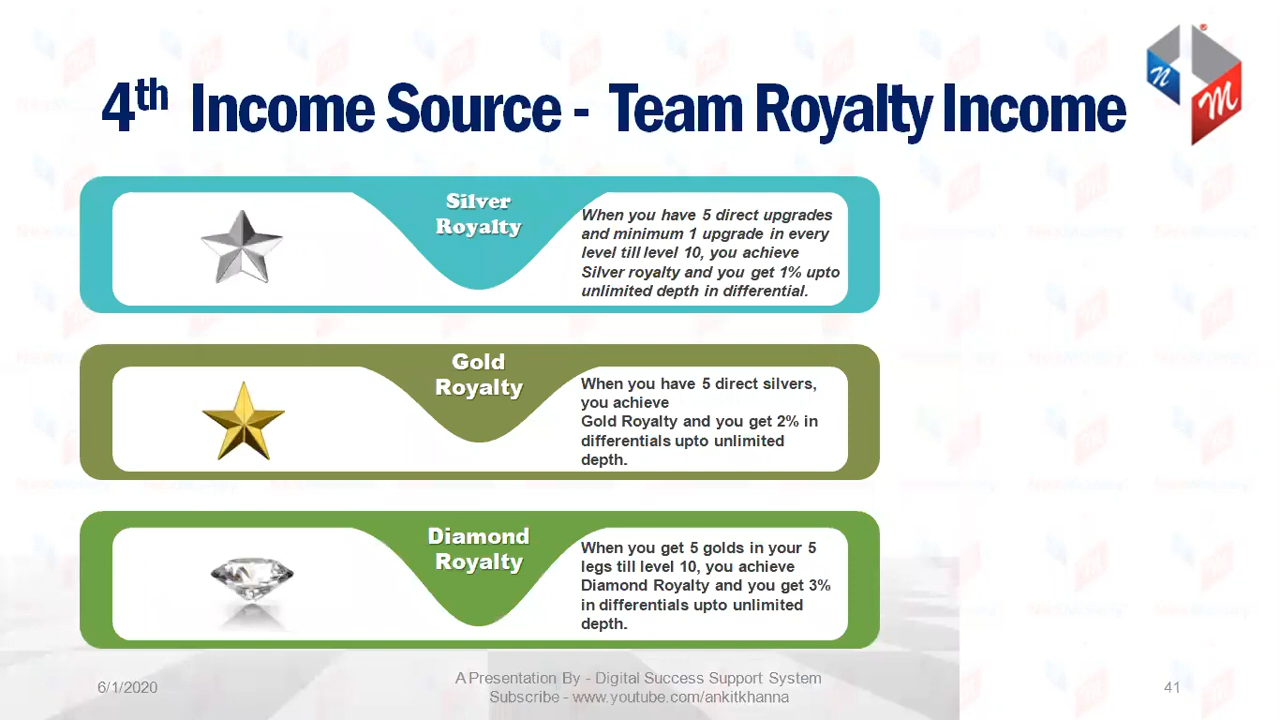 4th Income Source - Team Royalty Income
n
m
Silver
Royalty
When you have 5 direct upgrades
and minimum 1 upgrade in every
level till level 10, you achieve
Silver royalty and you get 1% upto
unlimited depth in differential.
Gold
Royalty
When you have 5 direct silvers,
you achieve
Gold Royalty and you get 2% in
differentials upto unlimited
depth.
Diamond
Royalty
When you get 5 golds in your 5
legs till level 10, you achieve
Diamond Royalty and you get 3%
in differentials upto unlimited
depth.
6/1/2020
A Presentation By - Digital Success Support System
Subscribe - www.youtube.com/ankitkhanna
41